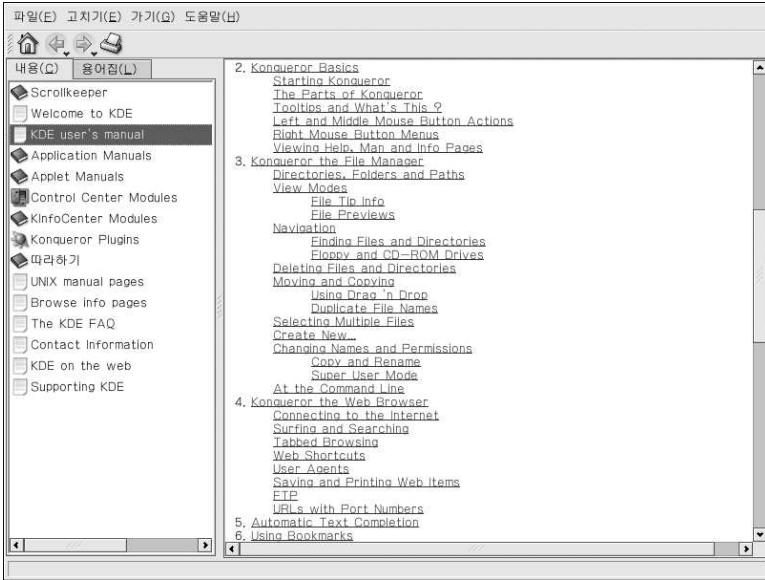 파일(F) 고치기(E) 가기(G) 도움말(H)
내용(C) 용어집(L)
Scrollkeeper
Welcome to KDE
KDE user's manual
Application Manuals
Applet Manuals
Control Center Modules
KInfoCenter Modules
Konqueror Plugins
따라하기
UNIX manual pages
Browse info pages
The KDE FAQ
Contact Information
KDE on the web
Supporting KDE
2. Konqueror Basics
Starting Konqueror
The Parts of Konqueror
Tooltips and What's This ?
Left and Middle Mouse Button Actions
Right Mouse Button Menus
Viewing Help, Man and Info Pages
3. Konqueror the File Manager
Directories, Folders and Paths
View Modes
File Tip Info
File Previews
Navigation
Finding Files and Directories
Floppy and CD-ROM Drives
Deleting Files and Directories
Moving and Copying
Using Drag 'n Drop
Duplicate File Names
Selecting Multiple Files
Create New...
Changing Names and Permissions
Copy and Rename
Super User Mode
At the Command Line
4. Konqueror the Web Browser
Connecting to the Internet
Surfing and Searching
Tabbed Browsing
Web Shortcuts
User Agents
Saving and Printing Web Items
FTP
URLs with Port Numbers
5. Automatic Text Completion
6. Using Bookmarks